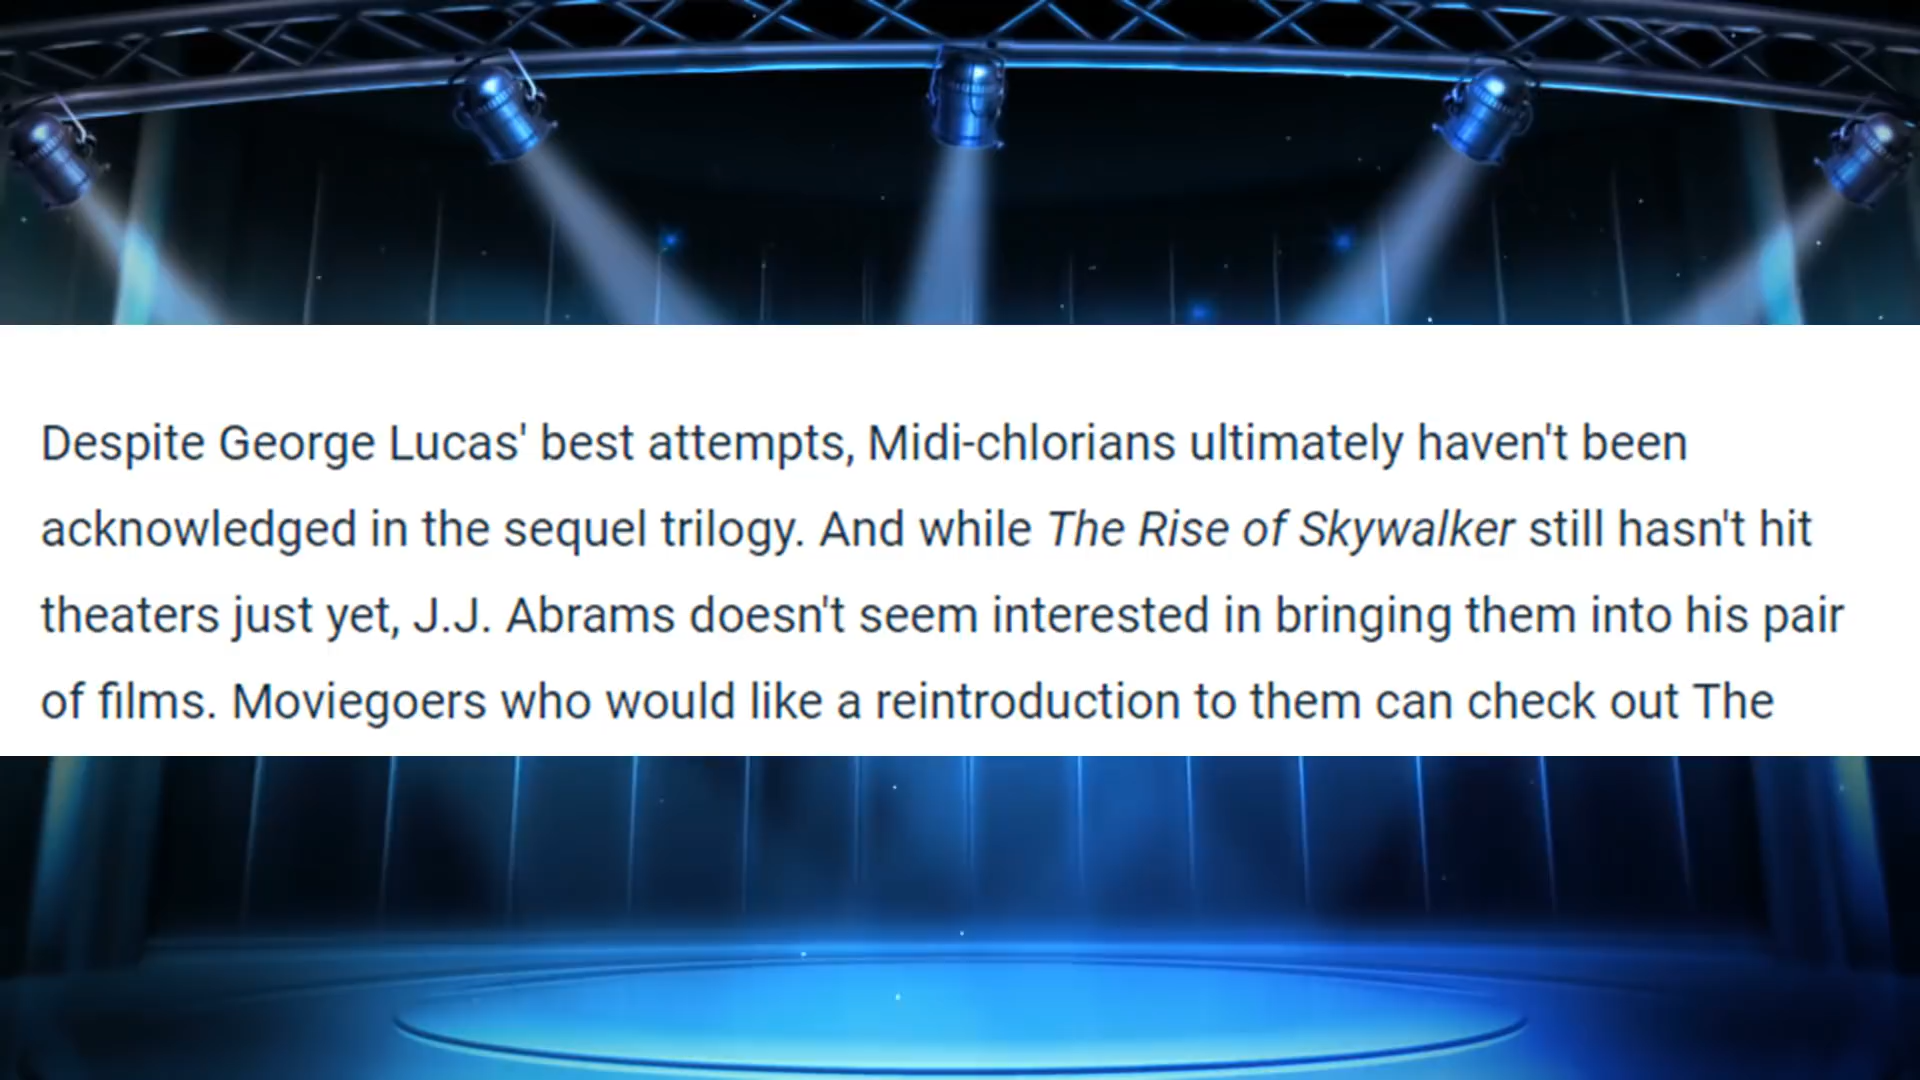 Despite George Lucas' best attempts, Midi-chlorians ultimately haven't been
acknowledged in the sequel trilogy. And while The Rise of Skywalker still hasn't hit
theaters just yet, J.J. Abrams doesn't seem interested in bringing them into his pair
of films. Moviegoers who would like a reintroduction to them can check out The